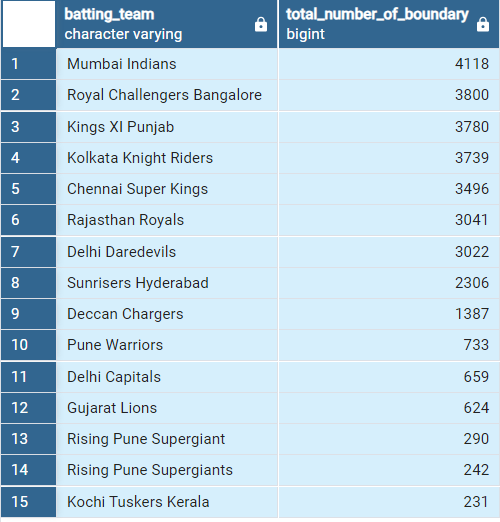 batting_team total_number_of_boundary
character varying bigint
1 Mumbai Indians 4118
2 Royal Challengers Bangalore 3800
3 Kings XI Punjab 3780
4 Kolkata Knight Riders 3739
5 Chennai Super Kings 3496
6 Rajasthan Royals 3041
7 Delhi Daredevils 3022
8 Sunrisers Hyderabad 2306
9 Deccan Chargers 1387
10 Pune Warriors 733
11 Delhi Capitals 659
12 Gujarat Lions 624
13 Rising Pune Supergiant 290
14 Rising Pune Supergiants 242
15 Kochi Tuskers Kerala 231